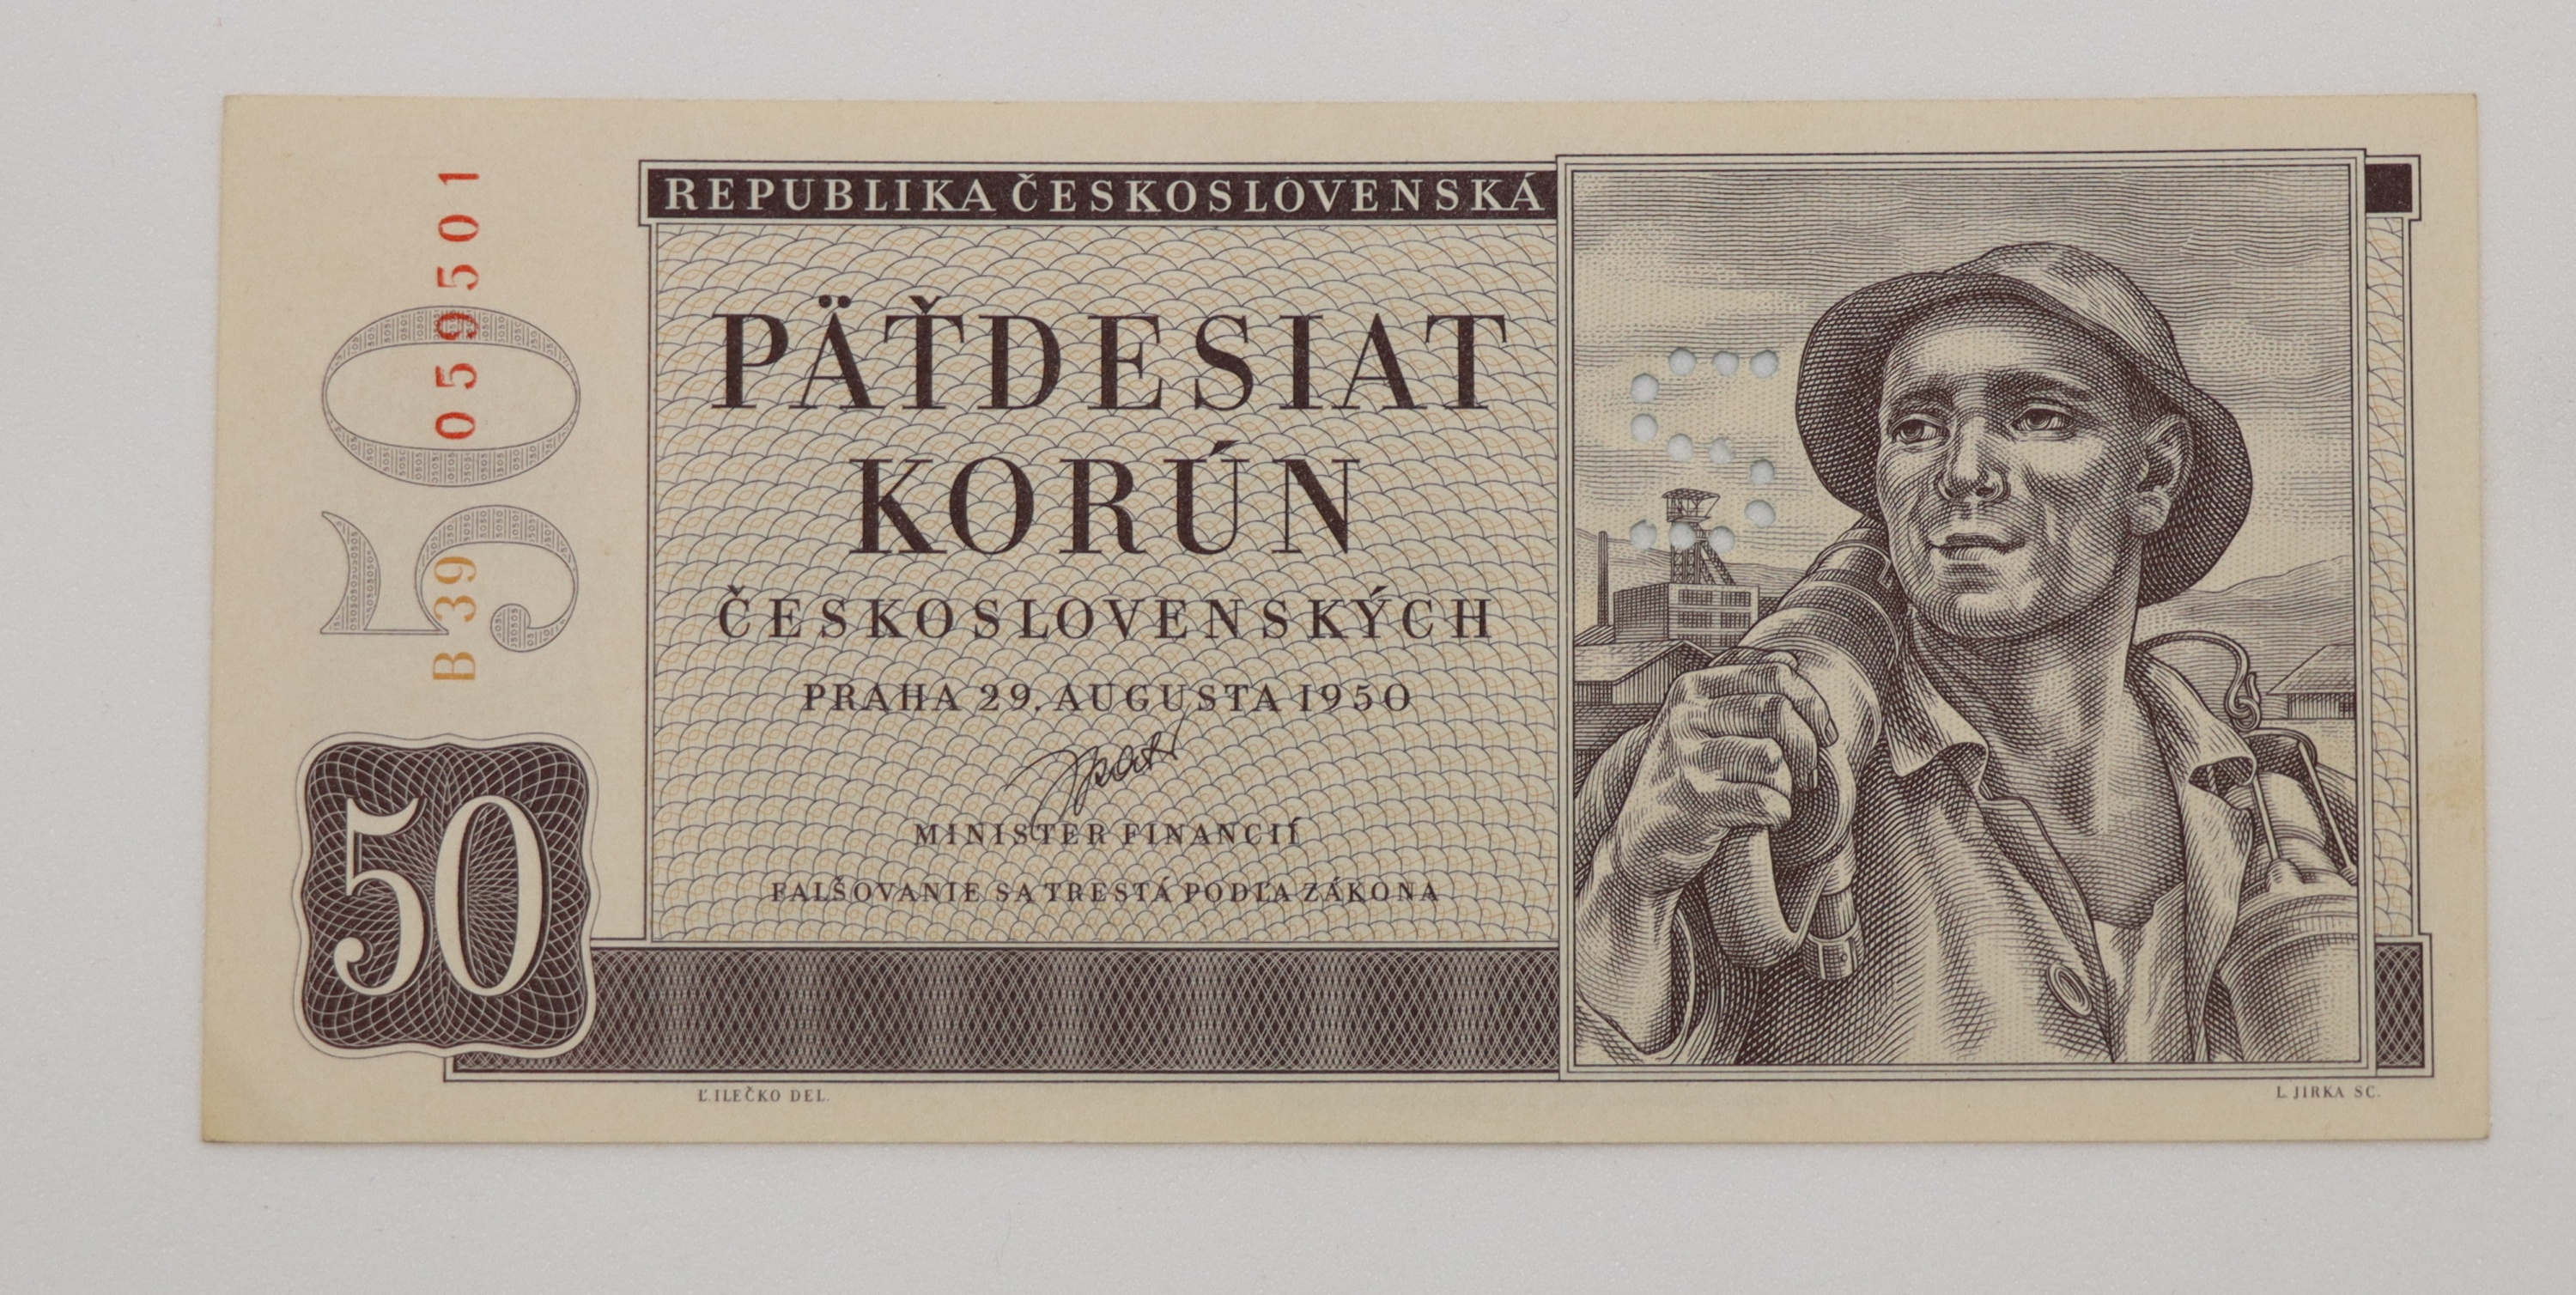 B 39 059501
REPUBLIKA ČESKOSLOVENSKÁ
PÄŤDESIAT
KORÚN
ČESKOSLOVENSKÝCH
PRAHA 29. AUGUSTA 1950
MINISTER FINANCIÍ
FALŠOVANIE SA TRESTÁ PODĽA ZÁKONA
50
50
Ľ. ILEČKO DEL.
L. JIRKA SC.
S